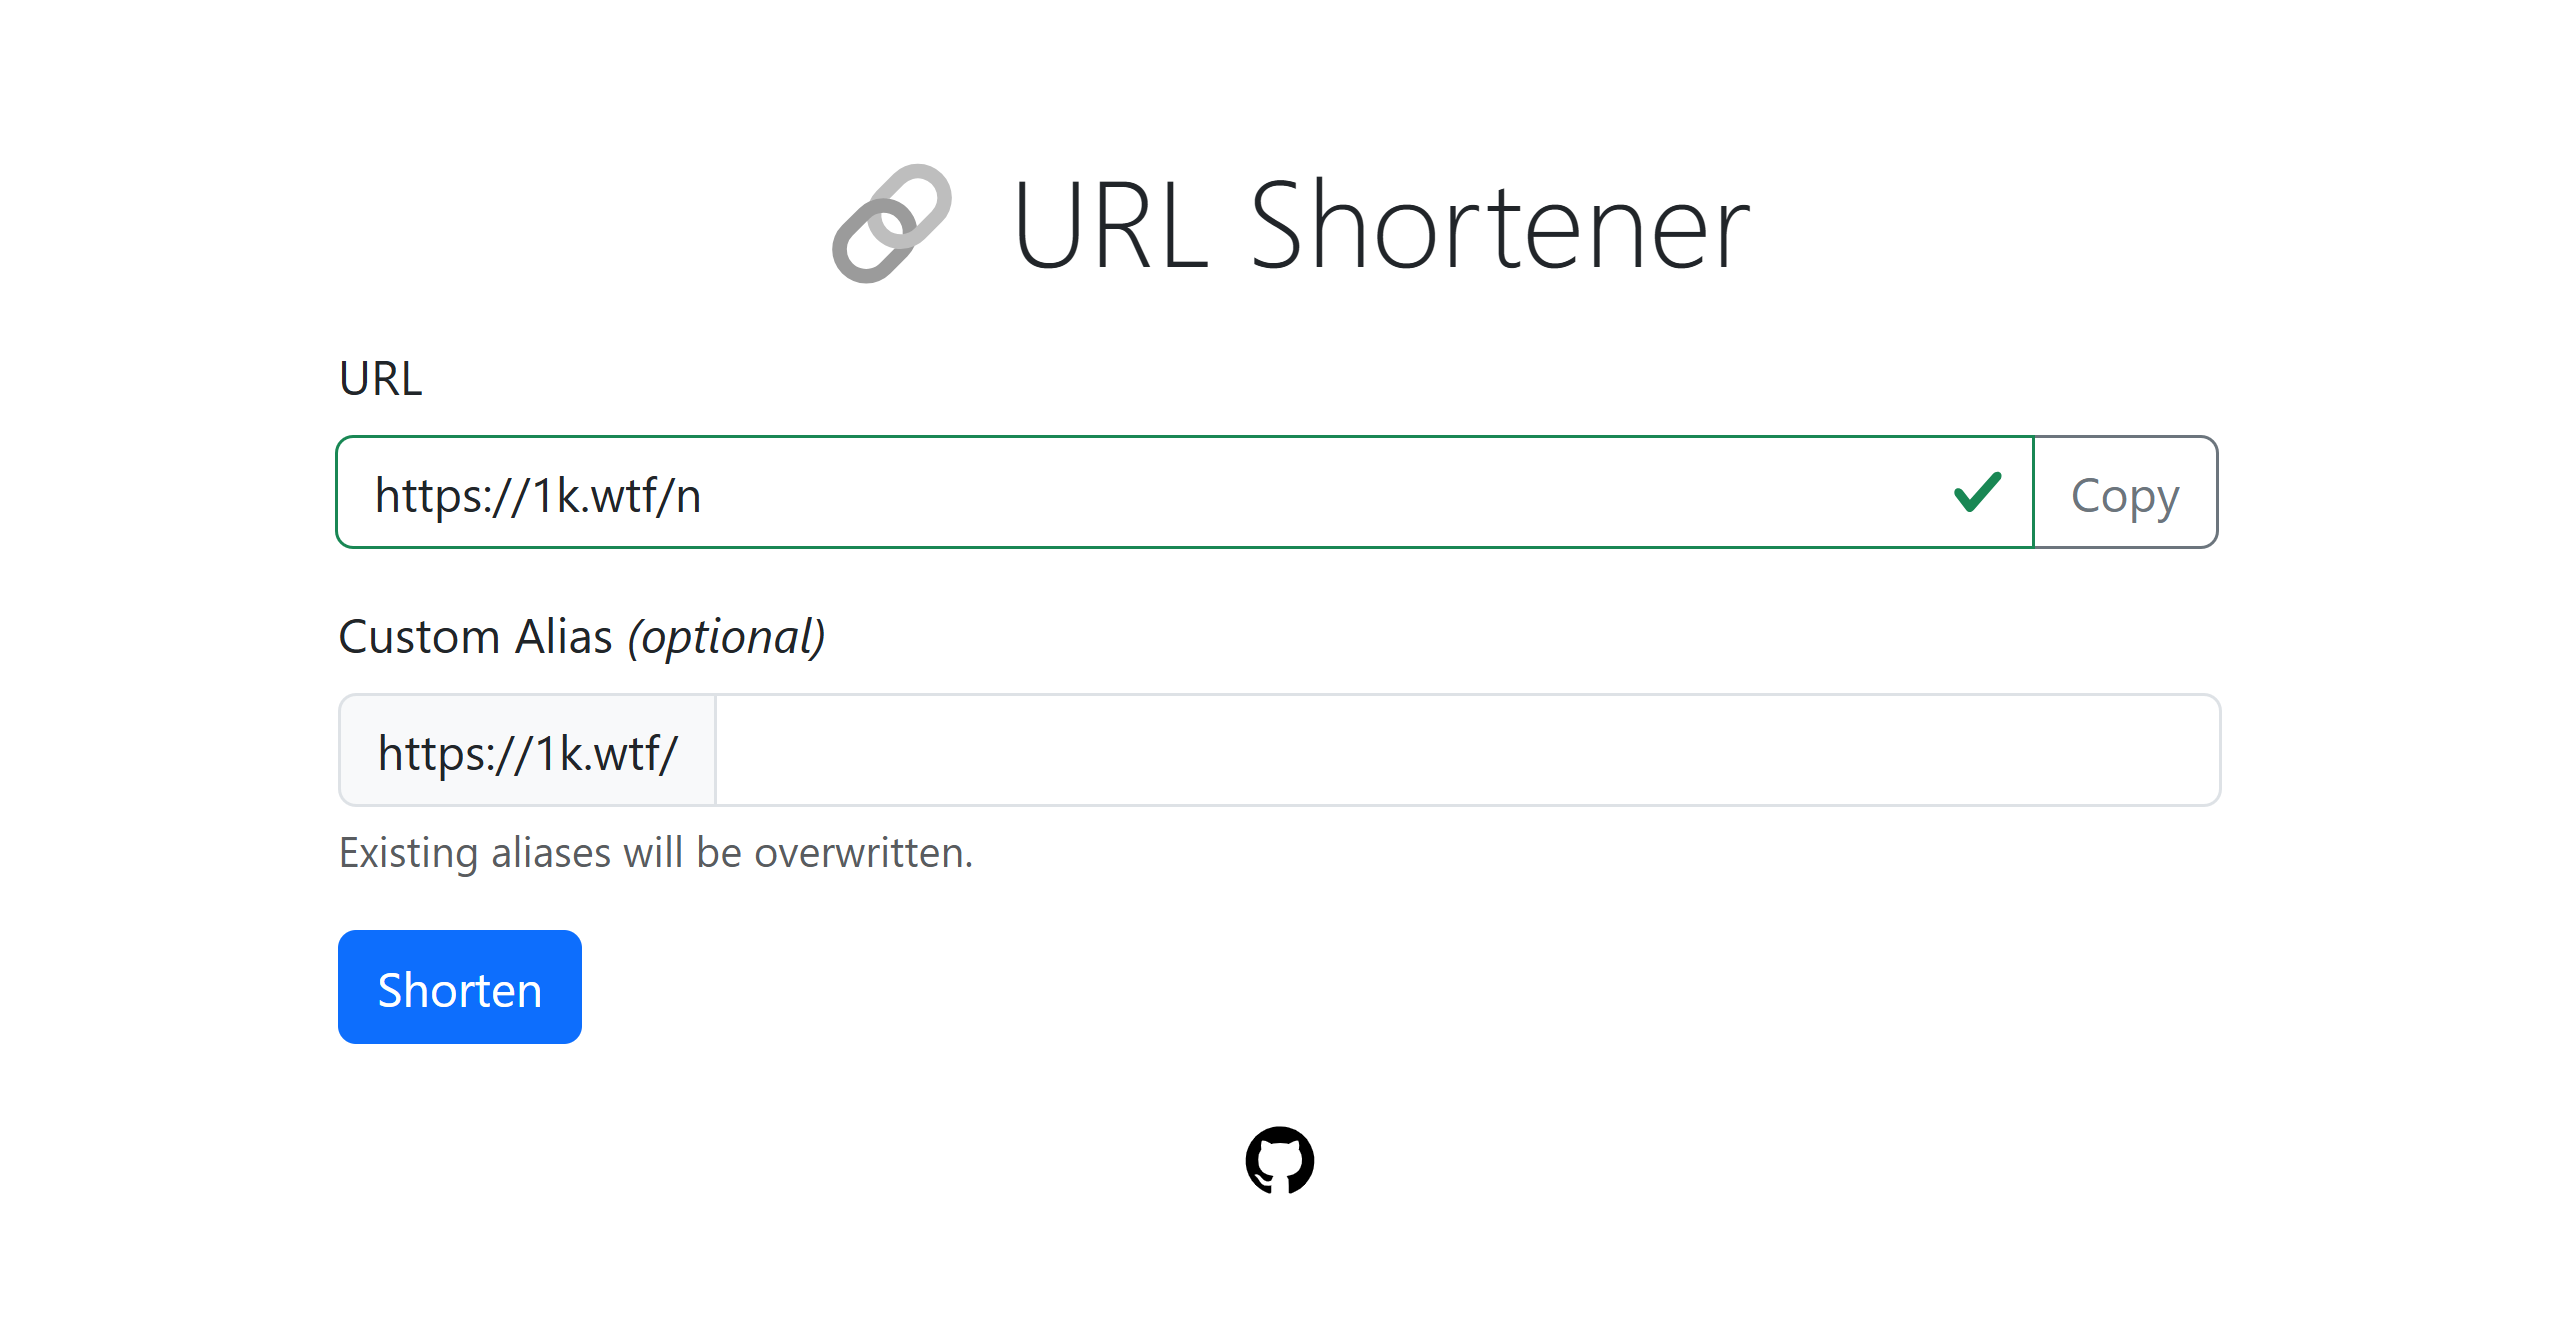 URL Shortener
URL
https://1k.wtf/n
Copy
Custom Alias (optional)
https://1k.wtf/
Existing aliases will be overwritten.
Shorten